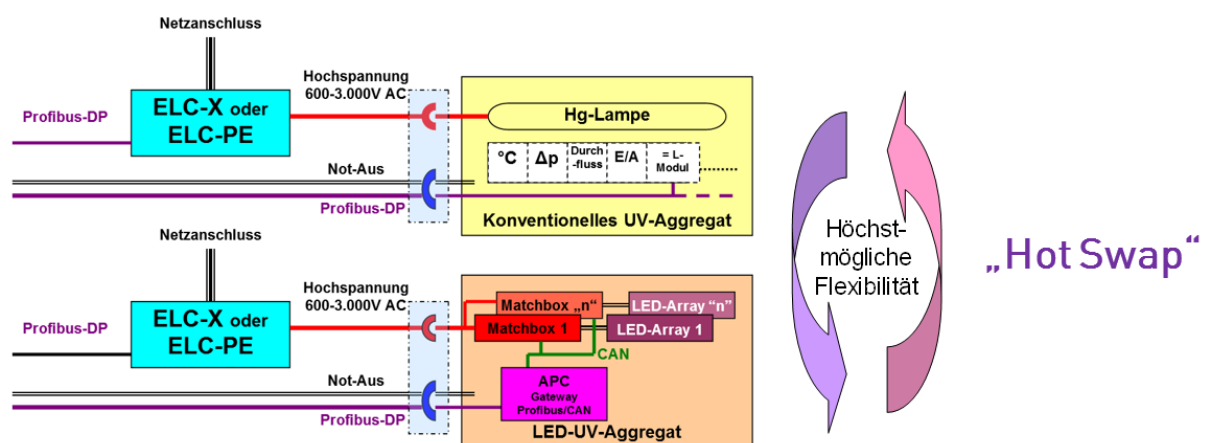 Netzanschluss
Hochspannung
600-3.000V AC
Profibus-DP
ELC-X oder
ELC-PE
Hg-Lampe
°C
Δp
Durch
-fluss
E/A
= L-
Modul
Not-Aus
Profibus-DP
Konventionelles UV-Aggregat
Netzanschluss
Hochspannung
600-3.000V AC
Profibus-DP
ELC-X oder
ELC-PE
Matchbox „n“
LED-Array “n”
Matchbox 1
LED-Array 1
CAN
Not-Aus
Profibus-DP
APC
Gateway
Profibus/CAN
LED-UV-Aggregat
Höchst-
mögliche
Flexibilität
„Hot Swap“